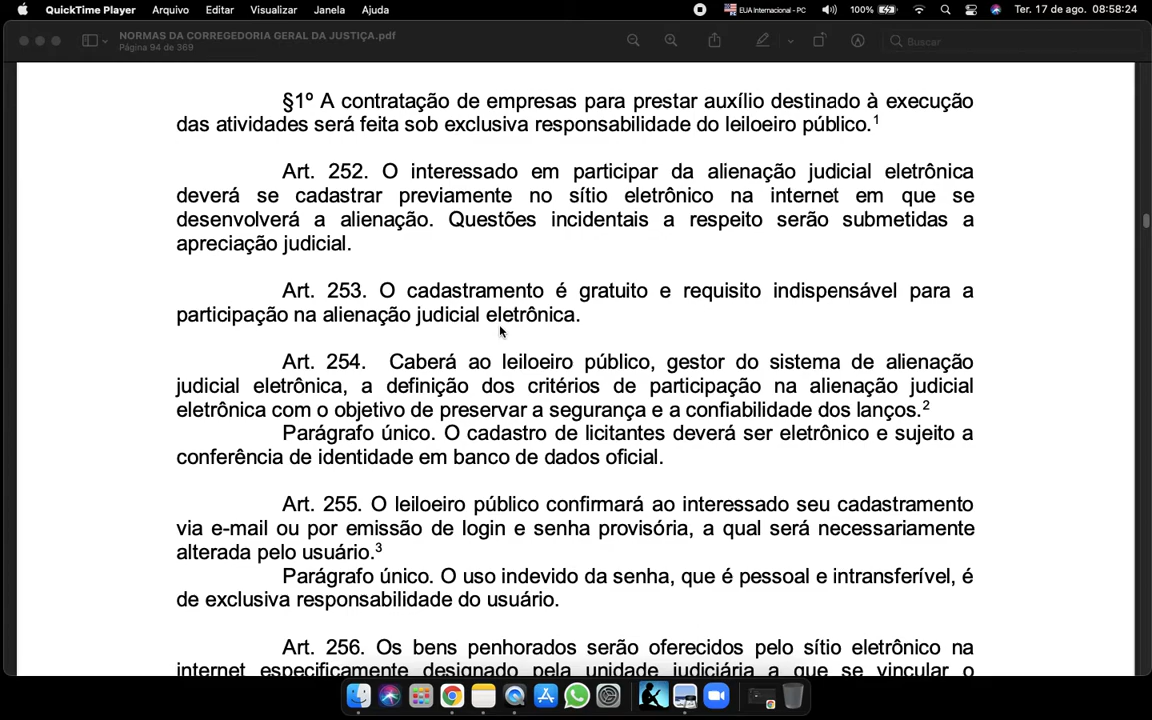 QuickTime Player Arquivo Editar Visualizar Janela Ajuda EUA Internacional - PC 100% Ter. 17 de ago. 08:58:24
NORMAS DA CORREGEDORIA GERAL DA JUSTIÇA.pdf
Página 94 de 369
Buscar
§1º A contratação de empresas para prestar auxílio destinado à execução
das atividades será feita sob exclusiva responsabilidade do leiloeiro público.1
Art. 252. O interessado em participar da alienação judicial eletrônica
deverá se cadastrar previamente no sítio eletrônico na internet em que se
desenvolverá a alienação. Questões incidentais a respeito serão submetidas a
apreciação judicial.
Art. 253. O cadastramento é gratuito e requisito indispensável para a
participação na alienação judicial eletrônica.
Art. 254. Caberá ao leiloeiro público, gestor do sistema de alienação
judicial eletrônica, a definição dos critérios de participação na alienação judicial
eletrônica com o objetivo de preservar a segurança e a confiabilidade dos lanços.2
Parágrafo único. O cadastro de licitantes deverá ser eletrônico e sujeito a
conferência de identidade em banco de dados oficial.
Art. 255. O leiloeiro público confirmará ao interessado seu cadastramento
via e-mail ou por emissão de login e senha provisória, a qual será necessariamente
alterada pelo usuário.3
Parágrafo único. O uso indevido da senha, que é pessoal e intransferível, é
de exclusiva responsabilidade do usuário.
Art. 256. Os bens penhorados serão oferecidos pelo sítio eletrônico na
internet especificamente designado pela unidade judiciária a que se vincular o